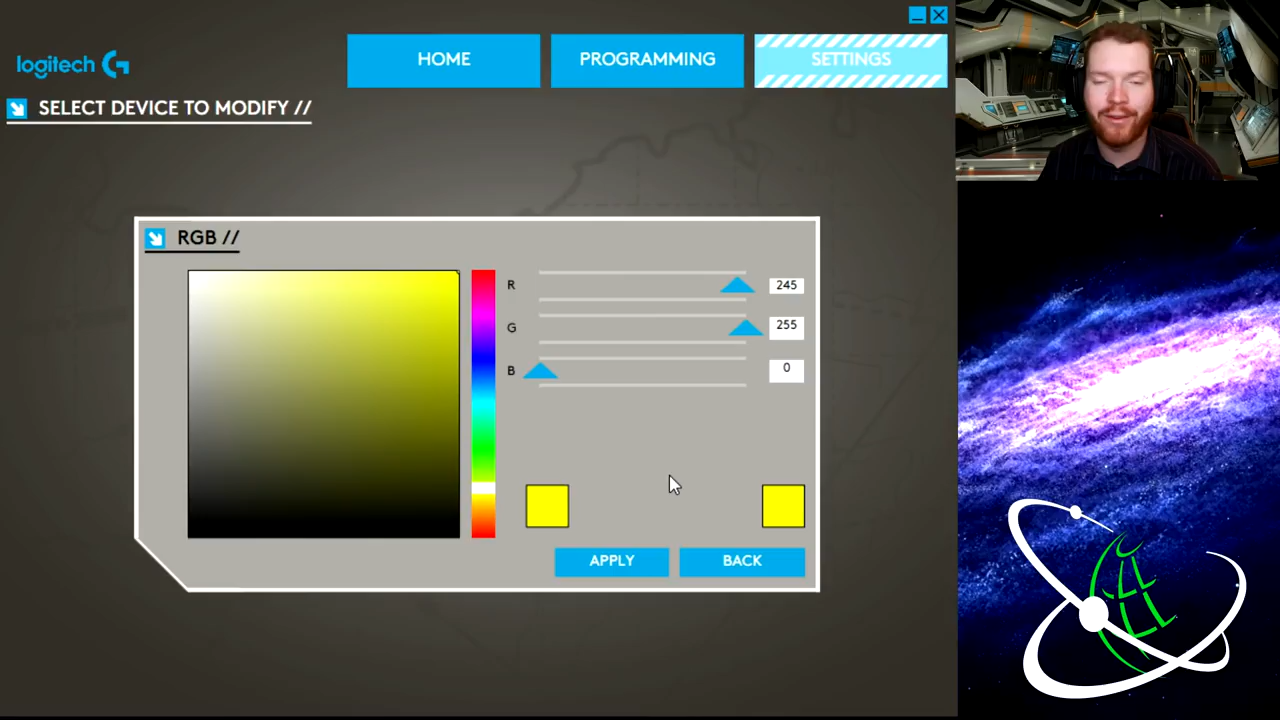 logitech
HOME
PROGRAMMING
SETTINGS
SELECT DEVICE TO MODIFY //
RGB //
R
245
G
255
B
0
APPLY
BACK